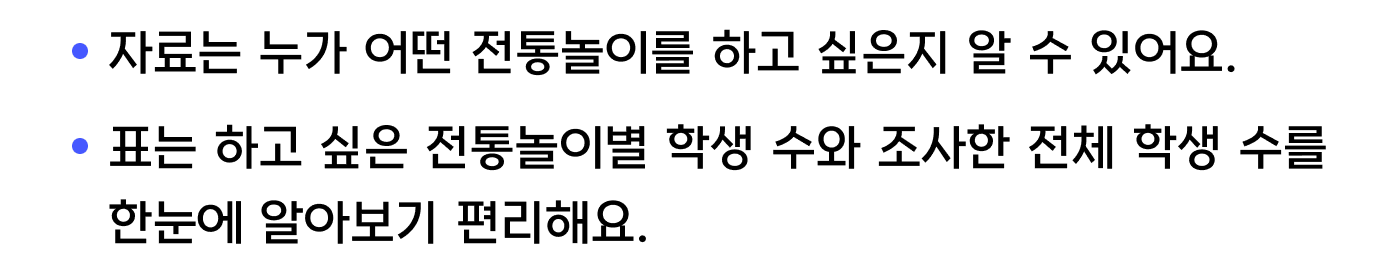 • 자료는 누가 어떤 전통놀이를 하고 싶은지 알 수 있어요.
• 표는 하고 싶은 전통놀이별 학생 수와 조사한 전체 학생 수를
한눈에 알아보기 편리해요.